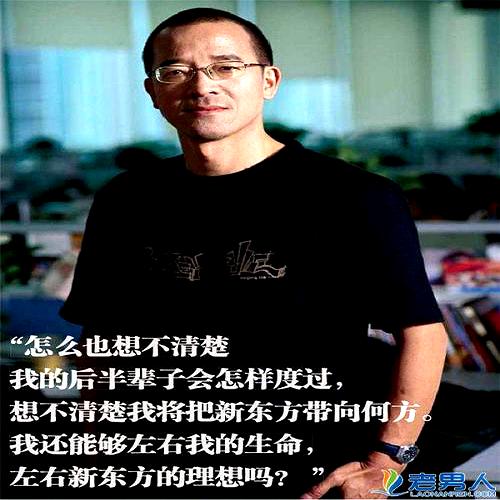 “怎么也想不清楚
我的后半辈子会怎样度过，
想不清楚我将把新东方带向何方。
我还能够左右我的生命，
左右新东方的理想吗？ ”
老男人